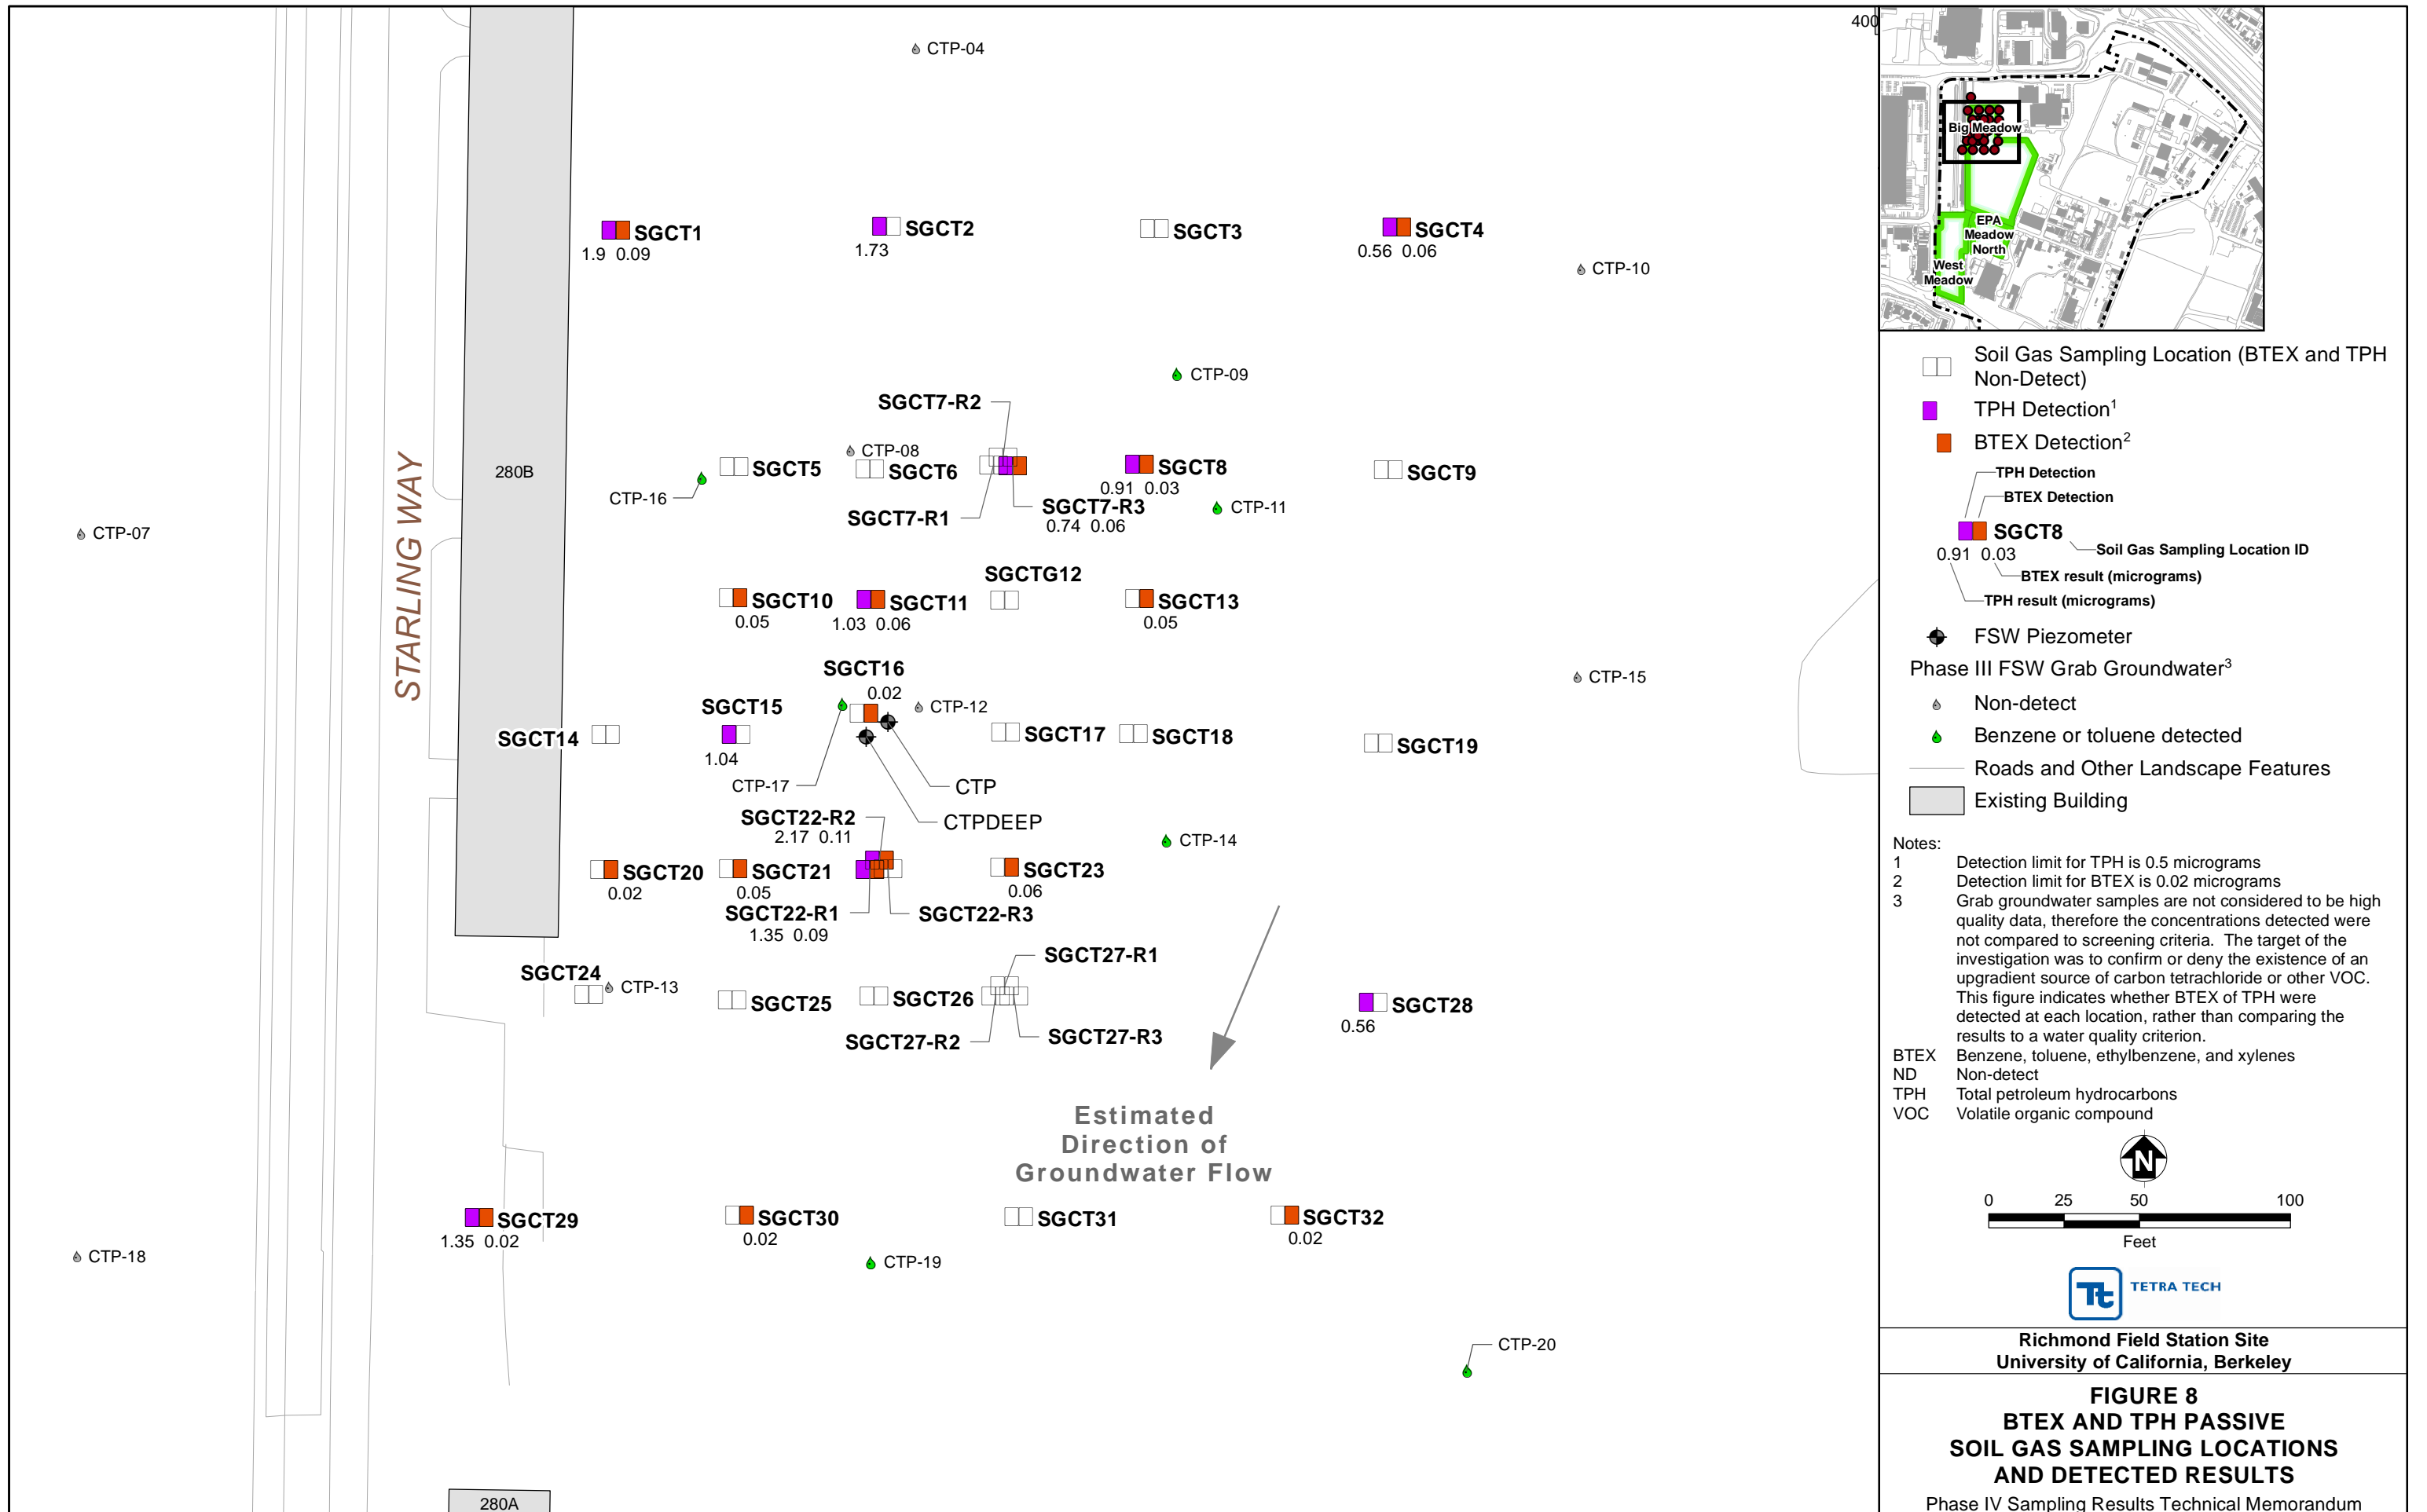 400
CTP-04
SGCT1
1.9 0.09
SGCT2
1.73
SGCT3
SGCT4
0.56 0.06
CTP-10
CTP-09
SGCT7-R2
280B
STARLING WAY
CTP-07
SGCT5
CTP-08
SGCT6
SGCT8
0.91 0.03
SGCT9
CTP-16
SGCT7-R1
SGCT7-R3
0.74 0.06
CTP-11
SGCTG12
SGCT10
0.05
SGCT11
1.03 0.06
SGCT13
0.05
SGCT16
0.02
CTP-15
SGCT15
1.04
CTP-12
SGCT14
SGCT17
SGCT18
SGCT19
CTP-17
CTP
CTPDEEP
SGCT22-R2
2.17 0.11
CTP-14
SGCT20
0.02
SGCT21
0.05
SGCT23
0.06
SGCT22-R1
1.35 0.09
SGCT22-R3
SGCT27-R1
SGCT24
CTP-13
SGCT25
SGCT26
SGCT28
0.56
SGCT27-R2
SGCT27-R3
Estimated
Direction of
Groundwater Flow
SGCT29
1.35 0.02
SGCT30
0.02
SGCT31
SGCT32
0.02
CTP-18
CTP-19
CTP-20
280A
Big Meadow
EPA
Meadow
North
West
Meadow
Soil Gas Sampling Location (BTEX and TPH
Non-Detect)
TPH Detection1
BTEX Detection2
TPH Detection
BTEX Detection
SGCT8
0.91 0.03
Soil Gas Sampling Location ID
BTEX result (micrograms)
TPH result (micrograms)
FSW Piezometer
Phase III FSW Grab Groundwater3
Non-detect
Benzene or toluene detected
Roads and Other Landscape Features
Existing Building
Notes:
1 Detection limit for TPH is 0.5 micrograms
2 Detection limit for BTEX is 0.02 micrograms
3 Grab groundwater samples are not considered to be high
quality data, therefore the concentrations detected were
not compared to screening criteria. The target of the
investigation was to confirm or deny the existence of an
upgradient source of carbon tetrachloride or other VOC.
This figure indicates whether BTEX of TPH were
detected at each location, rather than comparing the
results to a water quality criterion.
BTEX Benzene, toluene, ethylbenzene, and xylenes
ND Non-detect
TPH Total petroleum hydrocarbons
VOC Volatile organic compound
N
0 25 50 100
Feet
Tt TETRA TECH
Richmond Field Station Site
University of California, Berkeley
FIGURE 8
BTEX AND TPH PASSIVE
SOIL GAS SAMPLING LOCATIONS
AND DETECTED RESULTS
Phase IV Sampling Results Technical Memorandum